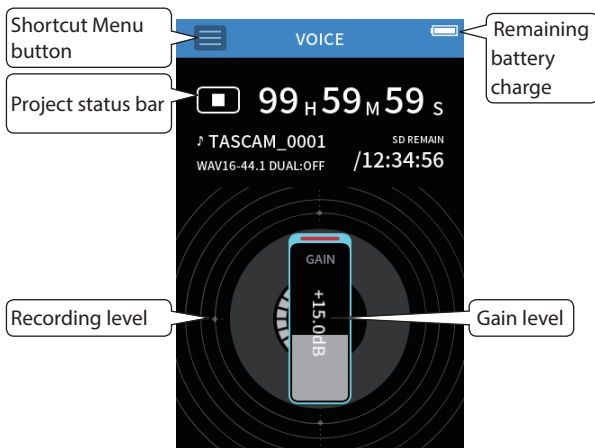 Shortcut Menu
button
VOICE
Remaining
battery
charge
Project status bar
99 H 59 M 59 S
♪ TASCAM_0001
SD REMAIN
WAV16-44.1 DUAL:OFF
/12:34:56
GAIN
+15.0dB
Recording level
Gain level